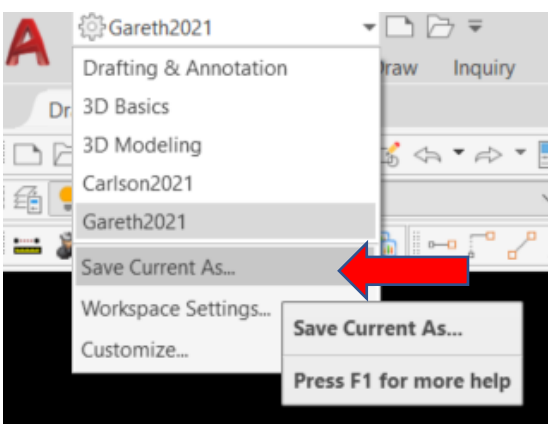 Gareth2021
Drafting & Annotation
raw Inquiry
3D Basics
Dr
3D Modeling
Carlson2021
Gareth2021
Save Current As...
Workspace Settings...
Save Current As...
Customize...
Press F1 for more help